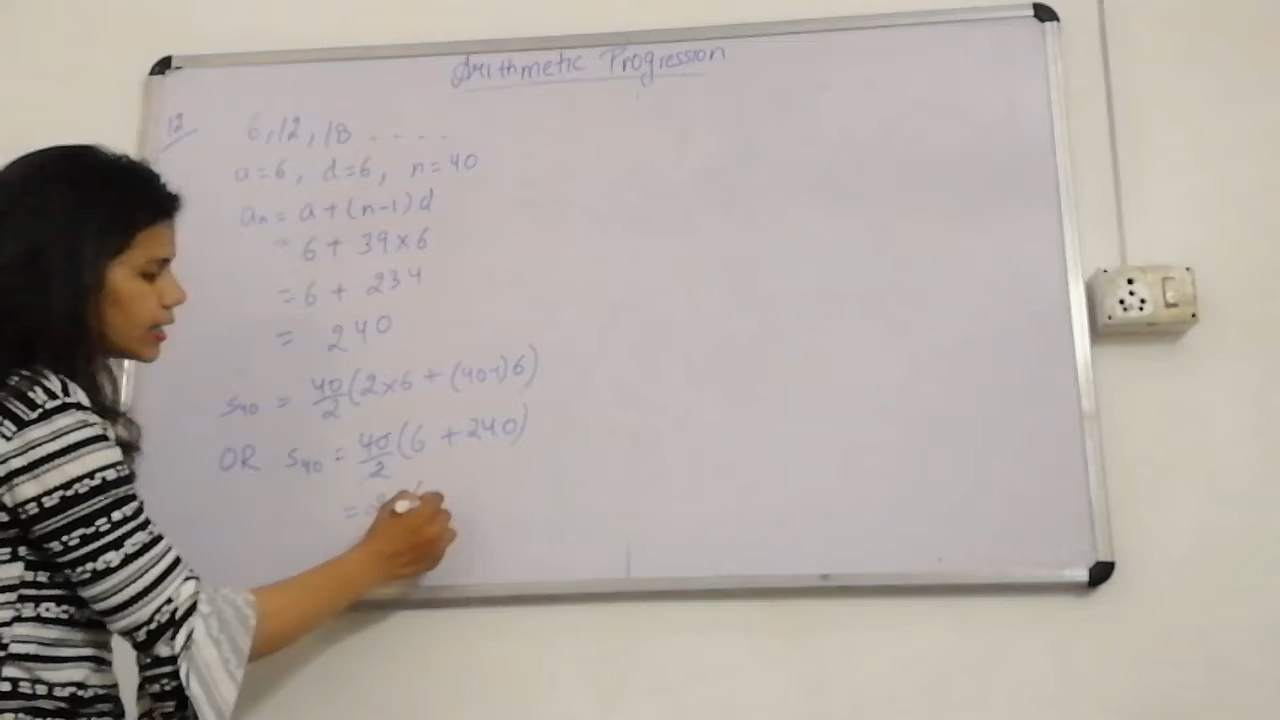 Arithmetic Progression
12 6, 12, 18 - - - -
a=6, d=6, n=40
aₙ = a+(n-1)d
= 6+ 39×6
= 6+ 234
= 240
S₄₀ = 40/2 (2×6 + (40-1)6)
OR S₄₀ = 40/2 (6 + 240)
=